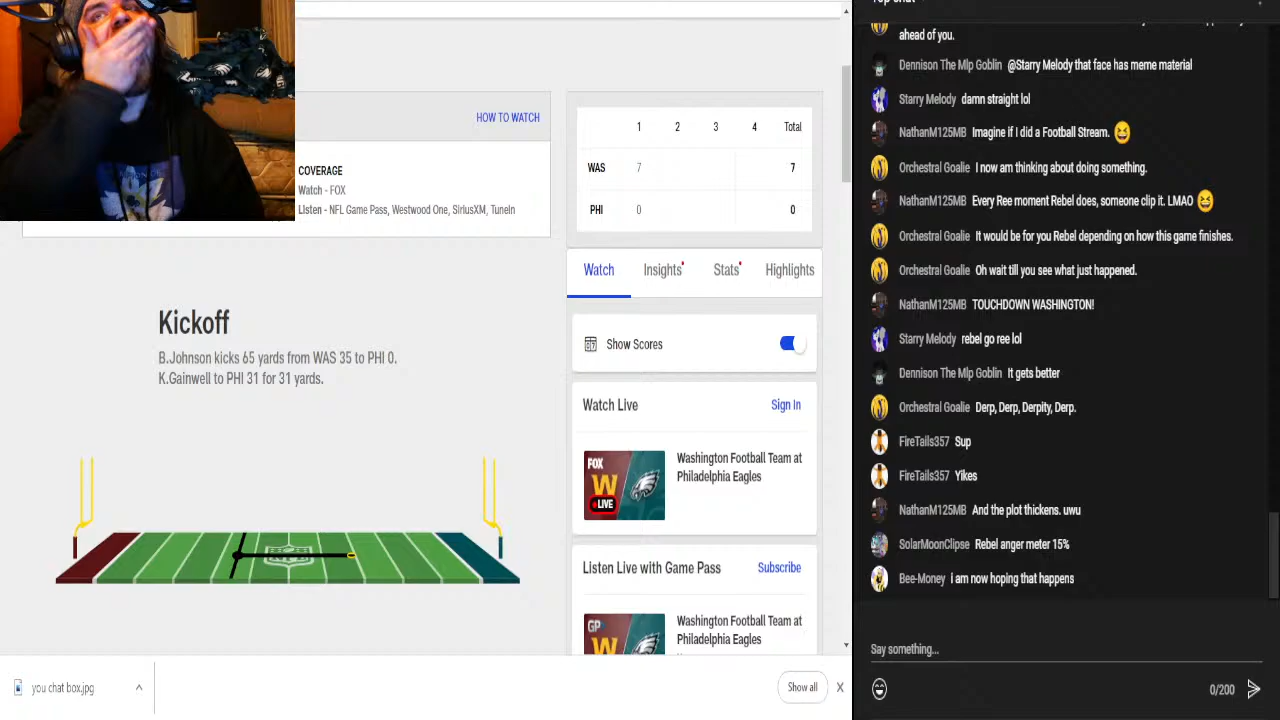 HOW TO WATCH
COVERAGE
Watch - FOX
Listen - NFL Game Pass, Westwood One, SiriusXM, TuneIn
Kickoff
B.Johnson kicks 65 yards from WAS 35 to PHI 0.
K.Gainwell to PHI 31 for 31 yards.
1 2 3 4 Total
WAS 7 7
PHI 0 0
Watch Insights Stats Highlights
Show Scores
Watch Live Sign In
FOX
W
LIVE
Washington Football Team at
Philadelphia Eagles
Listen Live with Game Pass Subscribe
GP
W
Washington Football Team at
Philadelphia Eagles
NFL
you chat box.jpg
Show all X
ahead of you.
Dennison The Mlp Goblin @Starry Melody that face has meme material
Starry Melody damn straight lol
NathanM125MB Imagine if I did a Football Stream. 😆
Orchestral Goalie I now am thinking about doing something.
NathanM125MB Every Ree moment Rebel does, someone clip it. LMAO 😆
Orchestral Goalie It would be for you Rebel depending on how this game finishes.
Orchestral Goalie Oh wait till you see what just happened.
NathanM125MB TOUCHDOWN WASHINGTON!
Starry Melody rebel go ree lol
Dennison The Mlp Goblin It gets better
Orchestral Goalie Derp, Derp, Derpity, Derp.
FireTails357 Sup
FireTails357 Yikes
NathanM125MB And the plot thickens. uwu
SolarMoonClipse Rebel anger meter 15%
Bee-Money i am now hoping that happens
Say something...
0/200